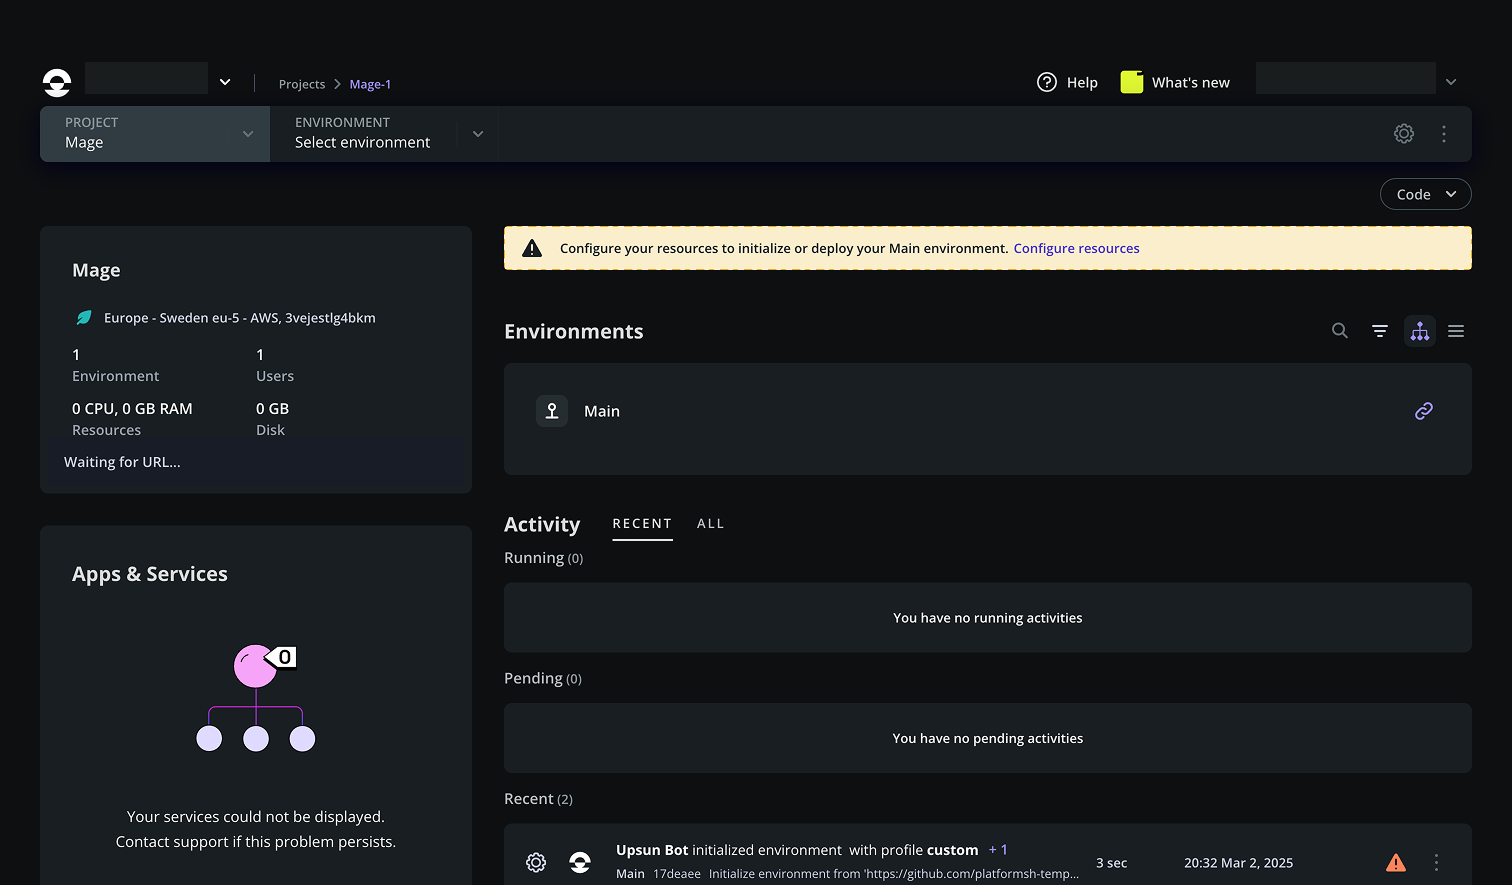 Projects > Mage-1
Help
What's new
PROJECT
Mage
ENVIRONMENT
Select environment
Code
Mage
Europe - Sweden eu-5 - AWS, 3vejestlg4bkm
1
Environment
1
Users
0 CPU, 0 GB RAM
Resources
0 GB
Disk
Waiting for URL...
Apps & Services
0
Your services could not be displayed.
Contact support if this problem persists.
Configure your resources to initialize or deploy your Main environment. Configure resources
Environments
Main
Activity
RECENT
ALL
Running (0)
You have no running activities
Pending (0)
You have no pending activities
Recent (2)
Upsun Bot initialized environment with profile custom + 1
Main 17deaee Initialize environment from 'https://github.com/platformsh-temp...
3 sec
20:32 Mar 2, 2025